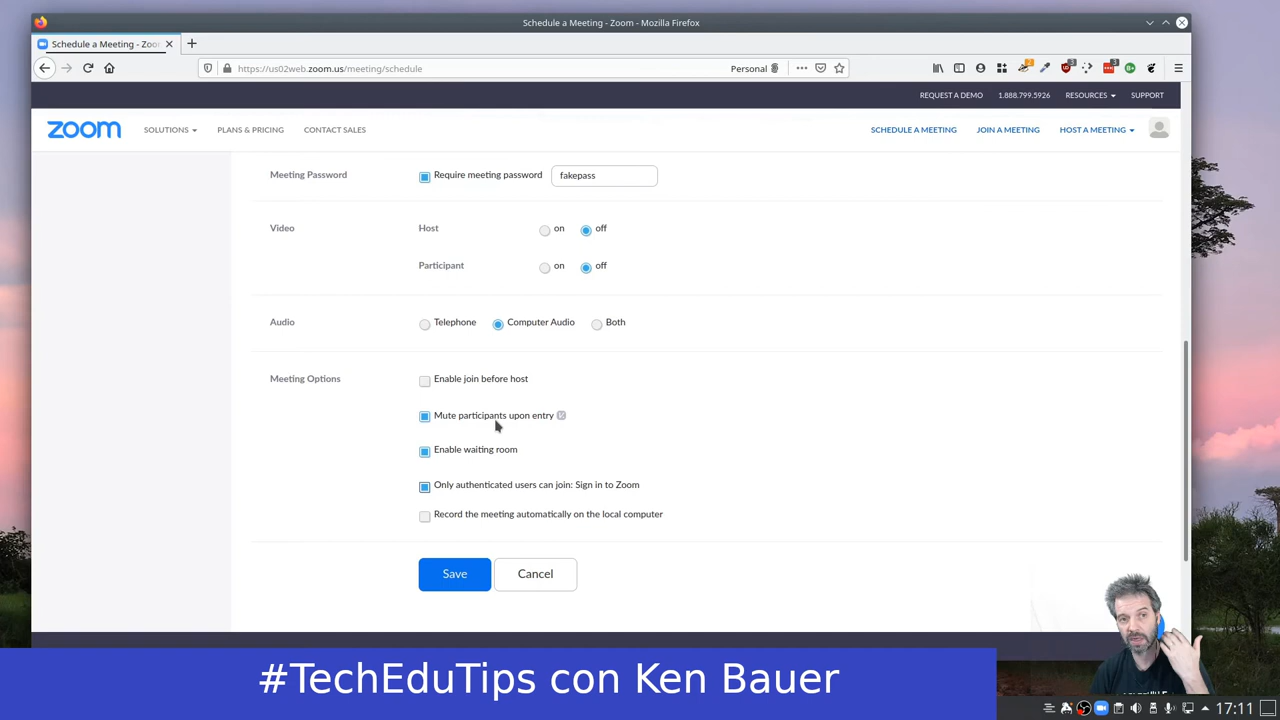 Schedule a Meeting - Zoom - Mozilla Firefox
Schedule a Meeting - Zoo
https://us02web.zoom.us/meeting/schedule
Personal
REQUEST A DEMO 1.888.799.5926 RESOURCES SUPPORT
zoom SOLUTIONS PLANS & PRICING CONTACT SALES SCHEDULE A MEETING JOIN A MEETING HOST A MEETING
Meeting Password Require meeting password fakepass
Video Host on off
Participant on off
Audio Telephone Computer Audio Both
Meeting Options Enable join before host
Mute participants upon entry
Enable waiting room
Only authenticated users can join: Sign in to Zoom
Record the meeting automatically on the local computer
Save Cancel
#TechEduTips con Ken Bauer
17:11